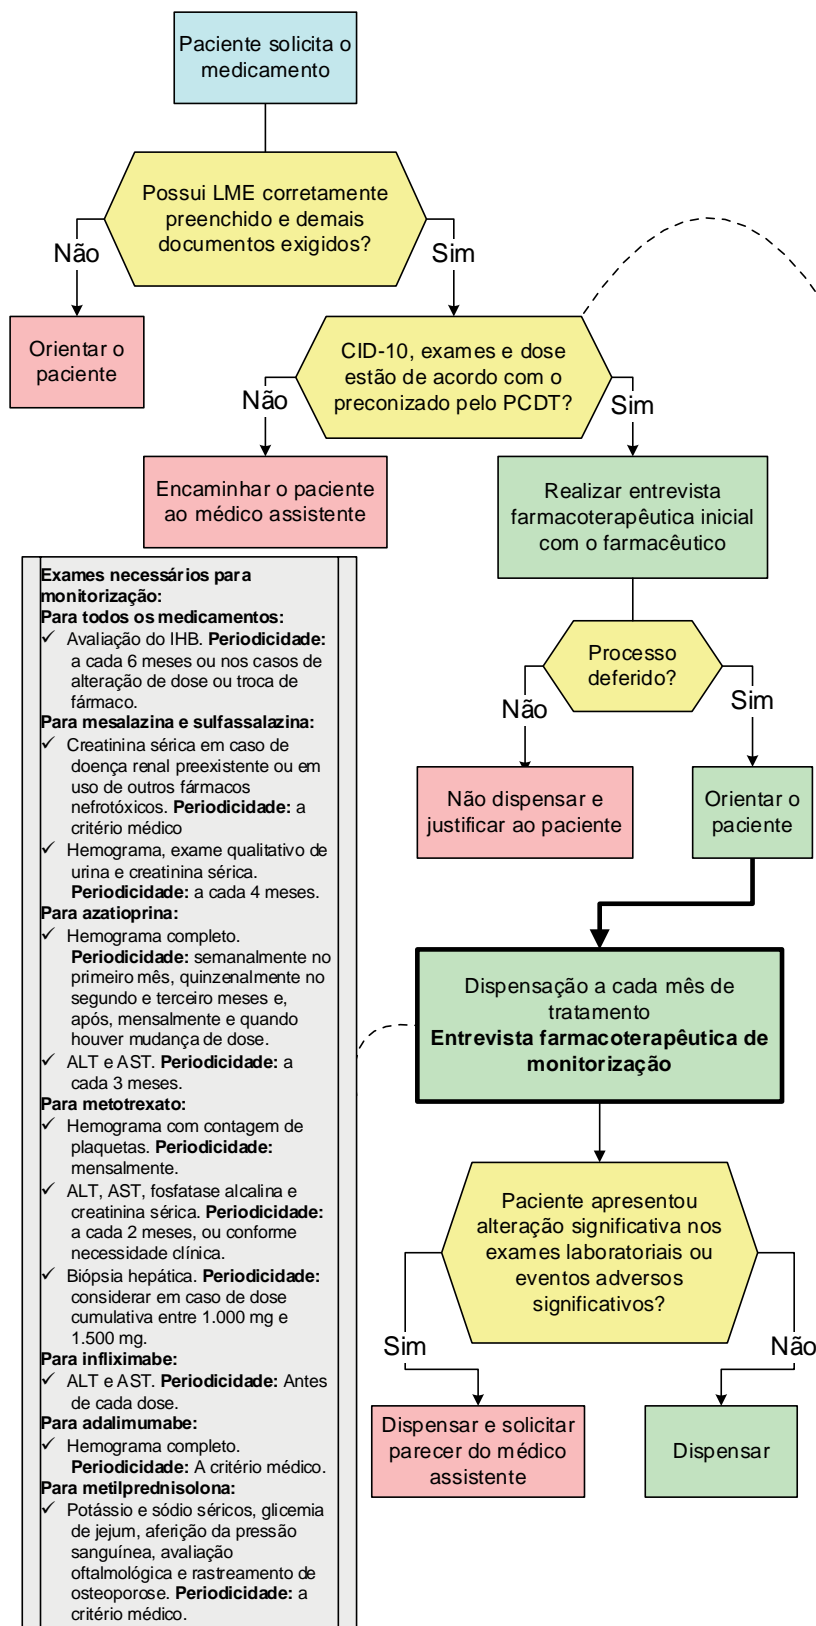 Paciente solicita o
medicamento
Possui LME corretamente
preenchido e demais
documentos exigidos?
Não
Sim
Orientar o
paciente
CID-10, exames e dose
estão de acordo com o
preconizado pelo PCDT?
Não
Sim
Encaminhar o paciente
ao médico assistente
Realizar entrevista
farmacoterapêutica inicial
com o farmacêutico
Processo
deferido?
Não
Sim
Não dispensar e
justificar ao paciente
Orientar o
paciente
Dispensação a cada mês de
tratamento
Entrevista farmacoterapêutica de
monitorização
Paciente apresentou
alteração significativa nos
exames laboratoriais ou
eventos adversos
significativos?
Sim
Não
Dispensar e solicitar
parecer do médico
assistente
Dispensar
Exames necessários para
monitorização:
Para todos os medicamentos:
✓ Avaliação do IHB. Periodicidade:
a cada 6 meses ou nos casos de
alteração de dose ou troca de
fármaco.
Para mesalazina e sulfassalazina:
✓ Creatinina sérica em caso de
doença renal preexistente ou em
uso de outros fármacos
nefrotóxicos. Periodicidade: a
critério médico
✓ Hemograma, exame qualitativo de
urina e creatinina sérica.
Periodicidade: a cada 4 meses.
Para azatioprina:
✓ Hemograma completo.
Periodicidade: semanalmente no
primeiro mês, quinzenalmente no
segundo e terceiro meses e,
após, mensalmente e quando
houver mudança de dose.
✓ ALT e AST. Periodicidade: a
cada 3 meses.
Para metotrexato:
✓ Hemograma com contagem de
plaquetas. Periodicidade:
mensalmente.
✓ ALT, AST, fosfatase alcalina e
creatinina sérica. Periodicidade:
a cada 2 meses, ou conforme
necessidade clínica.
✓ Biópsia hepática. Periodicidade:
considerar em caso de dose
cumulativa entre 1.000 mg e
1.500 mg.
Para infliximabe:
✓ ALT e AST. Periodicidade: Antes
de cada dose.
Para adalimumabe:
✓ Hemograma completo.
Periodicidade: A critério médico.
Para metilprednisolona:
✓ Potássio e sódio séricos, glicemia
de jejum, aferição da pressão
sanguínea, avaliação
oftalmológica e rastreamento de
osteoporose. Periodicidade: a
critério médico.